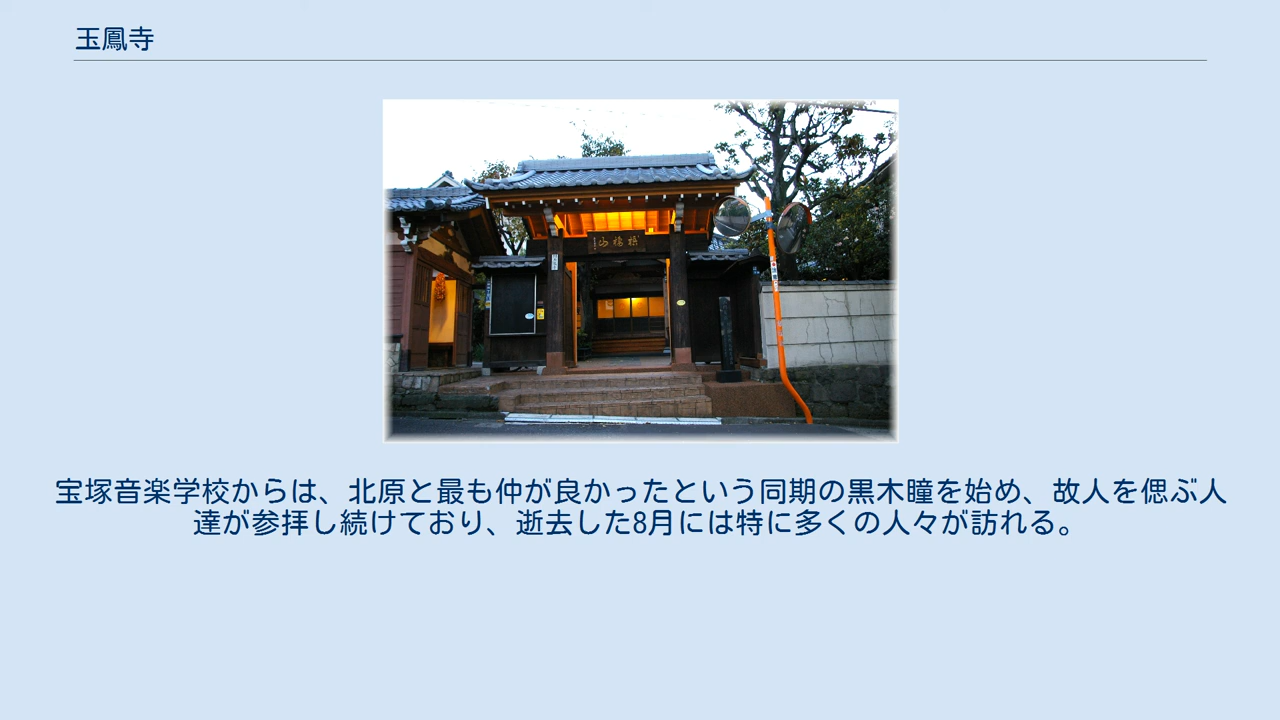 玉鳳寺
宝塚音楽学校からは、北原と最も仲が良かったという同期の黒木瞳を始め、故人を偲ぶ人
達が参拝し続けており、逝去した8月には特に多くの人々が訪れる。